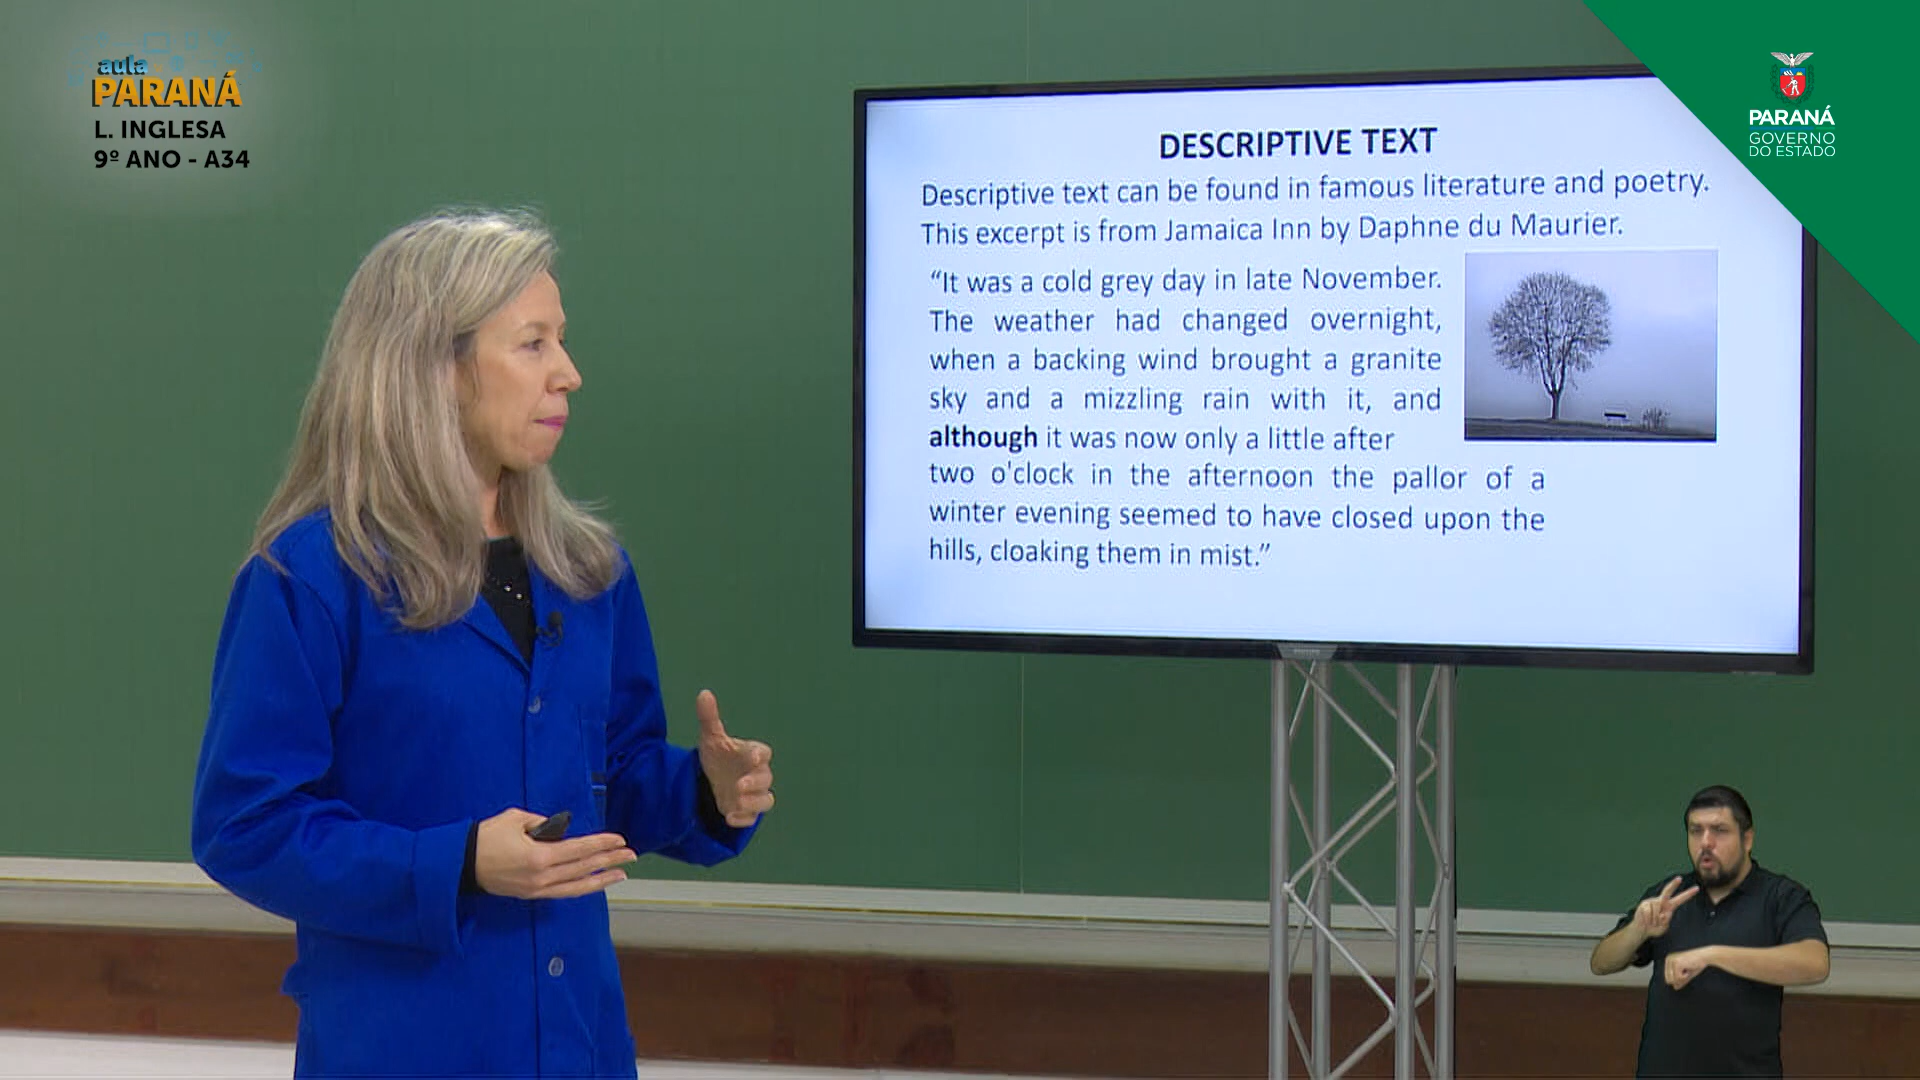 aula
PARANÁ
L. INGLESA
9º ANO - A34
PARANÁ
GOVERNO
DO ESTADO
DESCRIPTIVE TEXT
Descriptive text can be found in famous literature and poetry.
This excerpt is from Jamaica Inn by Daphne du Maurier.
“It was a cold grey day in late November.
The weather had changed overnight,
when a backing wind brought a granite
sky and a mizzling rain with it, and
although it was now only a little after
two o'clock in the afternoon the pallor of a
winter evening seemed to have closed upon the
hills, cloaking them in mist.”